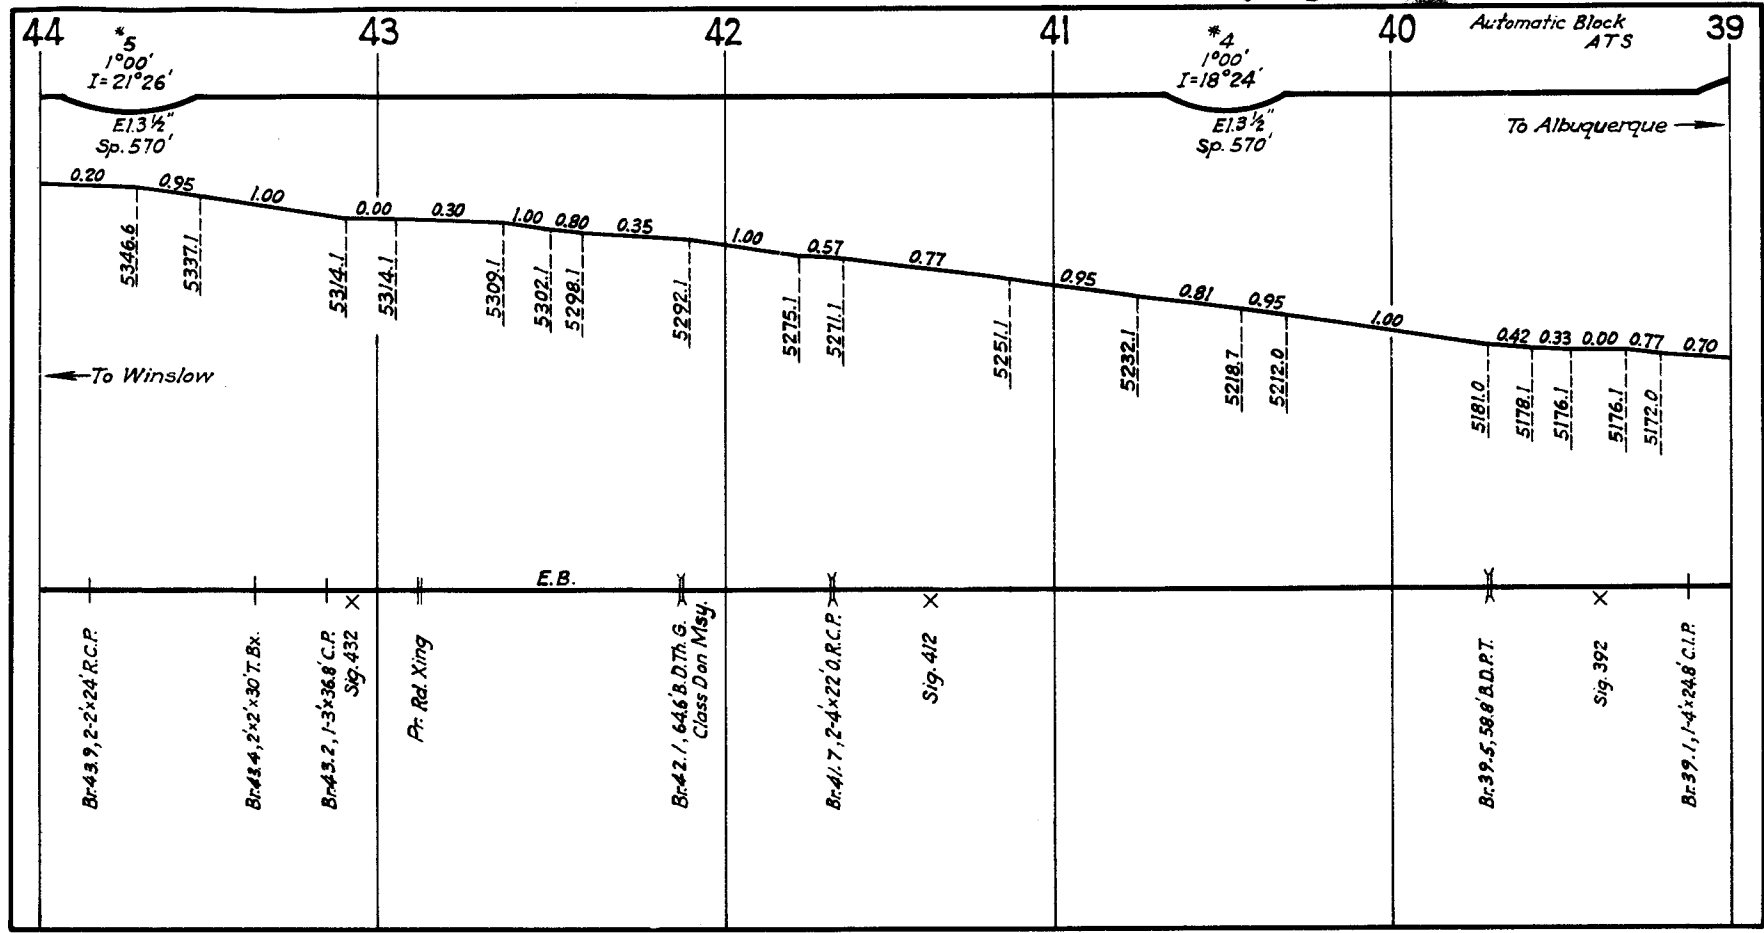 44 43 42 41 40 39
Automatic Block
ATS
#5
1°00'
I=21°26'
El.3½"
Sp.570'
#4
1°00'
I=18°24'
El.3½"
Sp.570'
To Albuquerque
0.20 0.95 1.00 0.00 0.30 1.00 0.80 0.35 1.00 0.57 0.77 0.95 0.81 0.95 1.00 0.42 0.33 0.00 0.77 0.70
5346.6
5337.1
5314.1
5314.1
5309.1
5302.1
5298.1
5292.1
5275.1
5271.1
5251.1
5232.1
5218.7
5212.0
5181.0
5178.1
5176.1
5176.1
5172.0
To Winslow
E.B.
Br.43.9, 2-2'x24' R.C.P.
Br.43.4, 2'x2'x30' T.Bx.
Br.43.2, 1-3'x36.8' C.P.
Sig.432
Pr. Rd. Xing
Br.42.1, 64.6' B.D.Th.G.
Class D on Msy.
Br.41.7, 2-4'x22' O.R.C.P.
Sig.412
Br.39.5, 58.8' B.D.P.T.
Sig.392
Br.39.1, 1-4'x24.8' C.I.P.